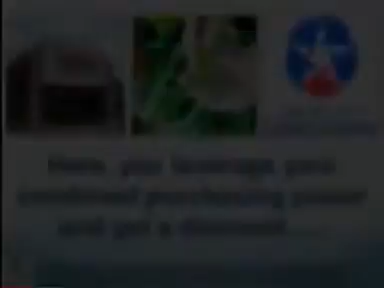 Here, you leverage your
combined purchasing power
and get a discount.....